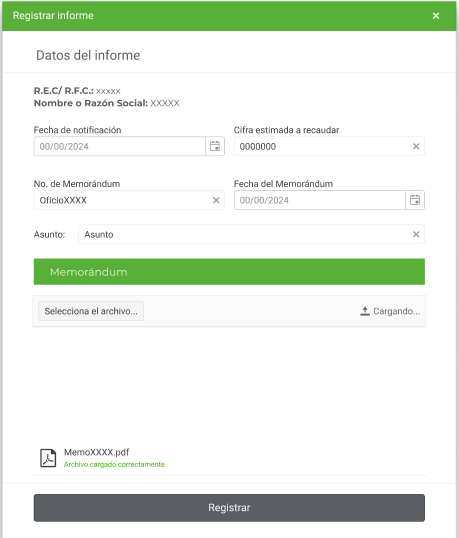 Registrar informe
Datos del informe
R.E.C/ R.F.C.: xxxxx
Nombre o Razón Social: XXXXX
Fecha de notificación Cifra estimada a recaudar
00/00/2024 0000000
No. de Memorándum Fecha del Memorándum
OficioXXXX 00/00/2024
Asunto: Asunto
Memorándum
Selecciona el archivo... Cargando...
MemoXXXX.pdf
Archivo cargado correctamente
Registrar